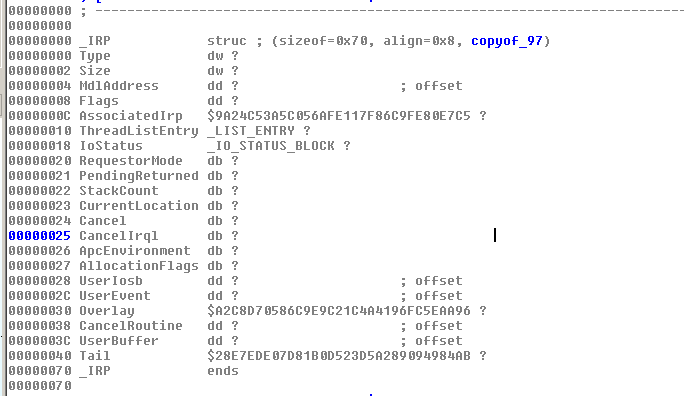 00000000 ; ---------------------------------------------------------------------------
00000000
00000000 _IRP struc ; (sizeof=0x70, align=0x8, copyof_97)
00000000 Type dw ?
00000002 Size dw ?
00000004 MdlAddress dd ? ; offset
00000008 Flags dd ?
0000000C AssociatedIrp $9A24C53A5C056AFE117F86C9FE80E7C5 ?
00000010 ThreadListEntry _LIST_ENTRY ?
00000018 IoStatus _IO_STATUS_BLOCK ?
00000020 RequestorMode db ?
00000021 PendingReturned db ?
00000022 StackCount db ?
00000023 CurrentLocation db ?
00000024 Cancel db ?
00000025 CancelIrql db ?
00000026 ApcEnvironment db ?
00000027 AllocationFlags db ?
00000028 UserIosb dd ? ; offset
0000002C UserEvent dd ? ; offset
00000030 Overlay $A2C8D70586C9E9C21C4A4196FC5EAA96 ?
00000038 CancelRoutine dd ? ; offset
0000003C UserBuffer dd ? ; offset
00000040 Tail $28E7EDE07D81B0D523D5A289094984AB ?
00000070 _IRP ends
00000070